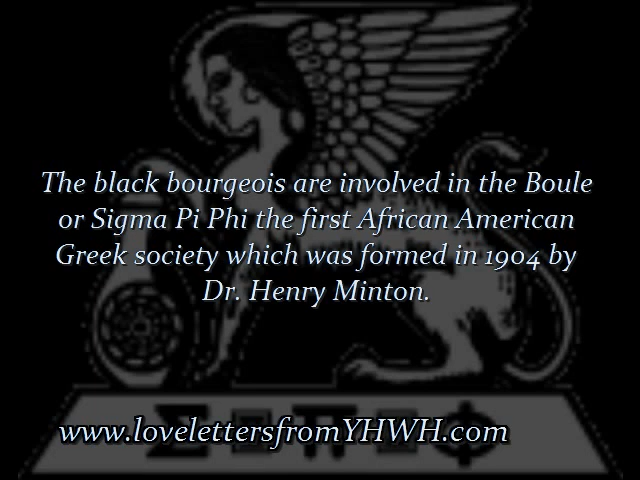 The black bourgeois are involved in the Boule
or Sigma Pi Phi the first African American
Greek society which was formed in 1904 by
Dr. Henry Minton.
www.lovelettersfromYHWH.com
Σ Π Φ